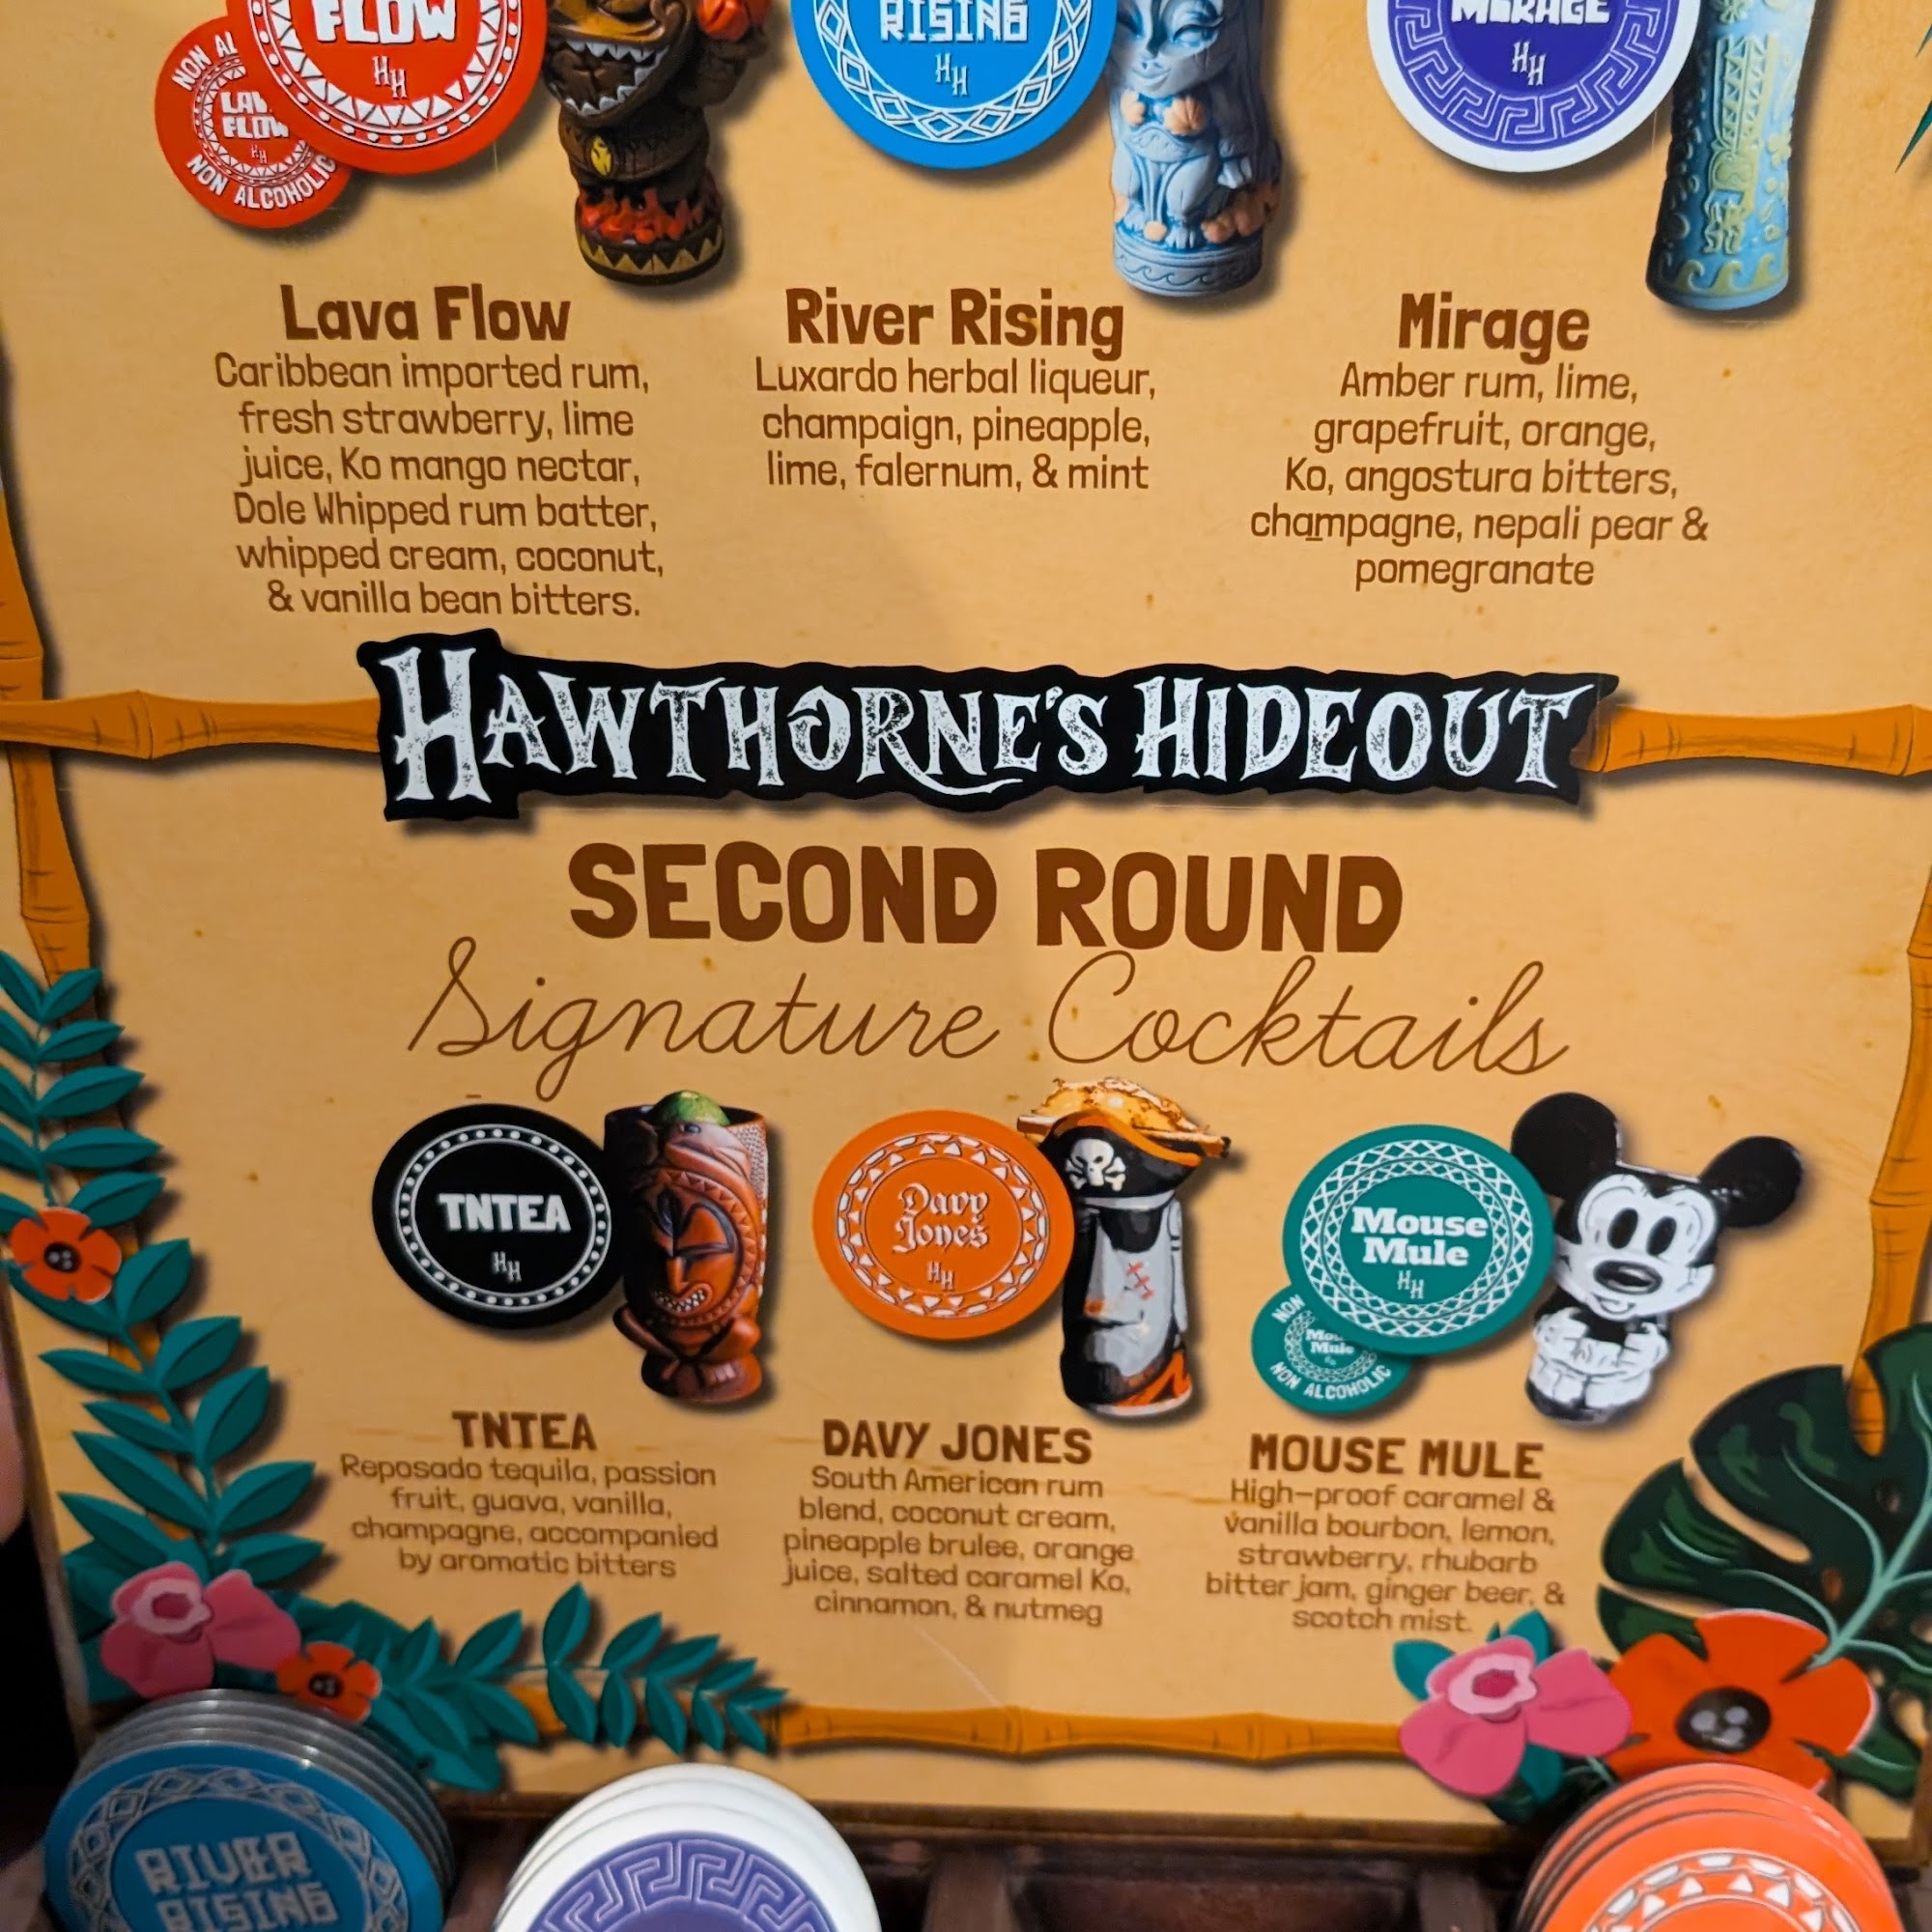 FLOW
HH
NON AL
LAV
FLOW
HH
NON ALCOHOLIC
RISING
HH
MIRAGE
HH
Lava Flow
Caribbean imported rum,
fresh strawberry, lime
juice, Ko mango nectar,
Dole Whipped rum batter,
whipped cream, coconut,
& vanilla bean bitters.
River Rising
Luxardo herbal liqueur,
champaign, pineapple,
lime, falernum, & mint
Mirage
Amber rum, lime,
grapefruit, orange,
Ko, angostura bitters,
champagne, nepali pear &
pomegranate
HAWTHORNE'S HIDEOUT
SECOND ROUND
Signature Cocktails
TNTEA
HH
Davy
Jones
HH
Mouse
Mule
HH
NON
Mou
Mule
NON ALCOHOLIC
TNTEA
Reposado tequila, passion
fruit, guava, vanilla,
champagne, accompanied
by aromatic bitters
DAVY JONES
South American rum
blend, coconut cream,
pineapple brulee, orange
juice, salted caramel Ko,
cinnamon, & nutmeg
MOUSE MULE
High-proof caramel &
vanilla bourbon, lemon,
strawberry, rhubarb
bitter jam, ginger beer, &
scotch mist.
RIVER
RISING